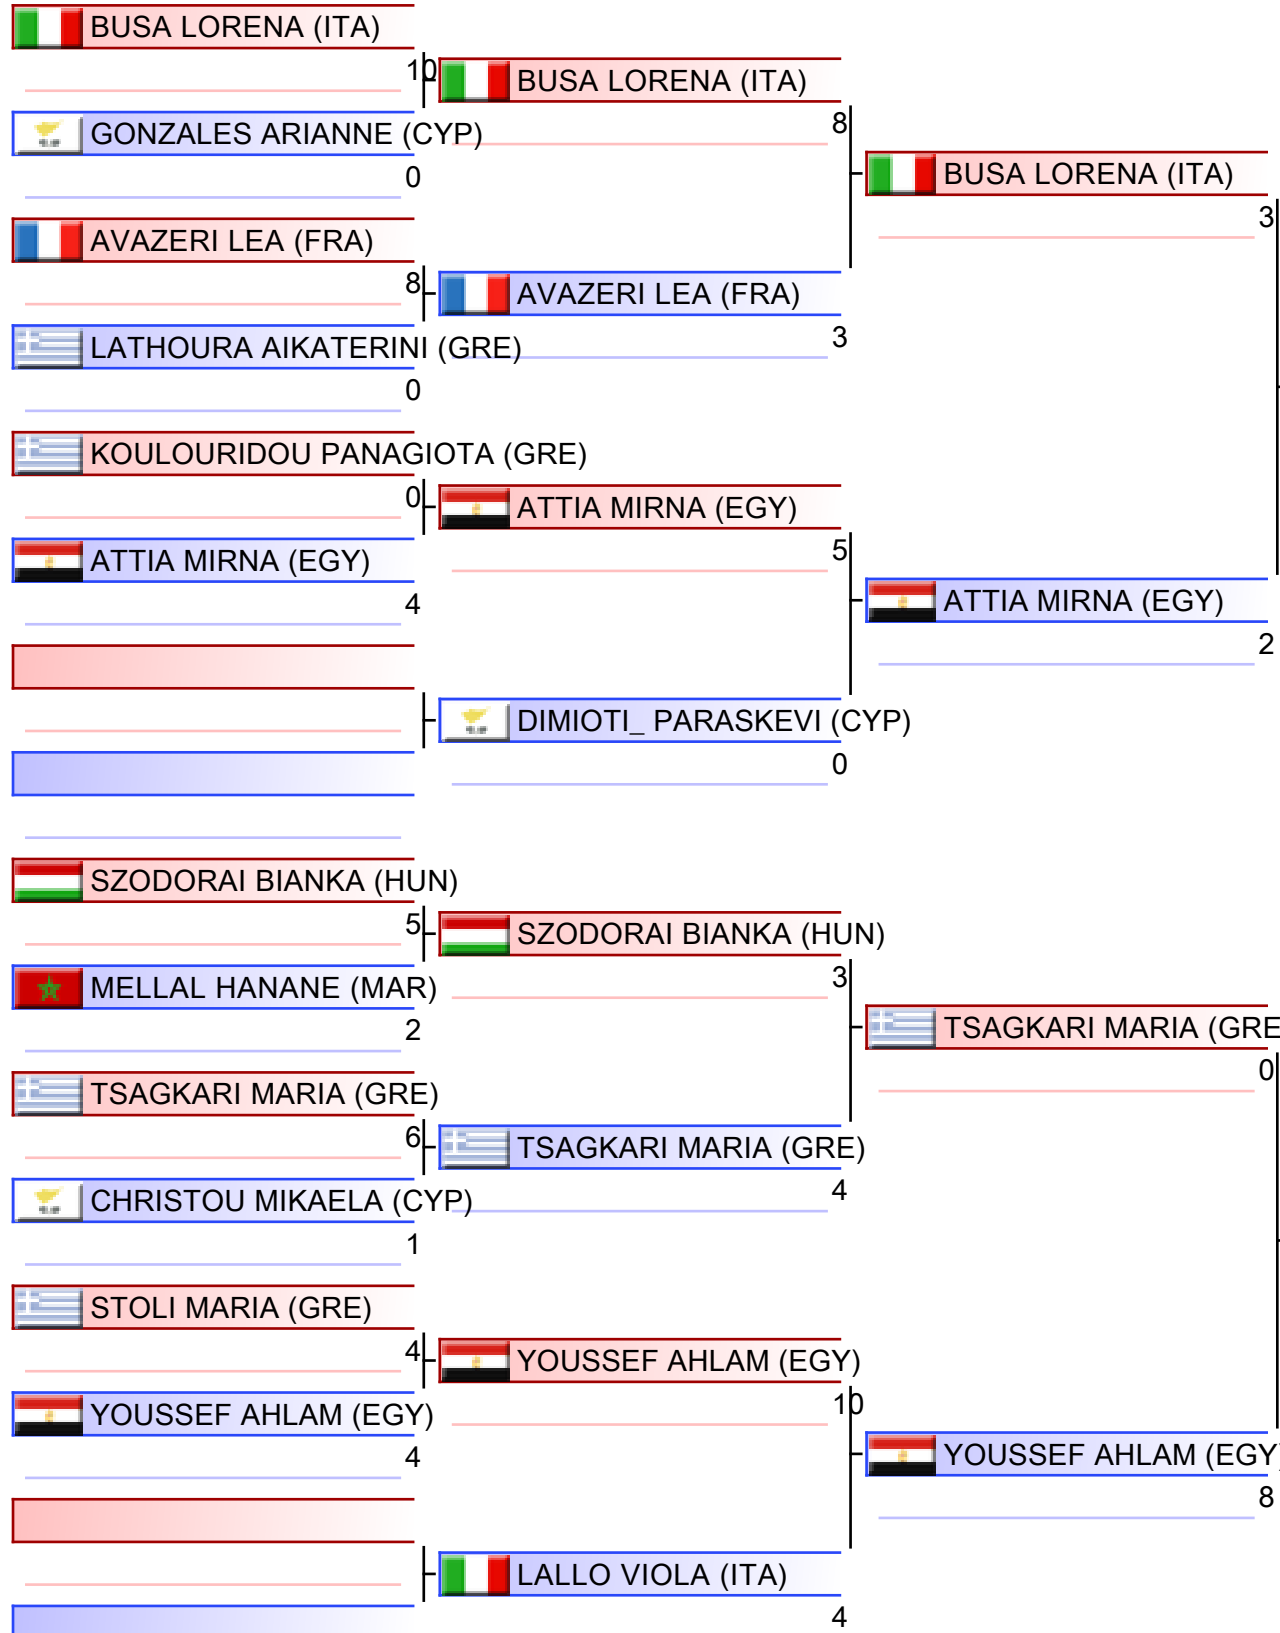 BUSA LORENA (ITA)
10
GONZALES ARIANNE (CYP)
0
AVAZERI LEA (FRA)
8
LATHOURA AIKATERINI (GRE)
0
KOULOURIDOU PANAGIOTA (GRE)
0
ATTIA MIRNA (EGY)
4
SZODORAI BIANKA (HUN)
5
MELLAL HANANE (MAR)
2
TSAGKARI MARIA (GRE)
6
CHRISTOU MIKAELA (CYP)
1
STOLI MARIA (GRE)
4
YOUSSEF AHLAM (EGY)
4
BUSA LORENA (ITA)
8
AVAZERI LEA (FRA)
3
ATTIA MIRNA (EGY)
5
DIMIOTI_ PARASKEVI (CYP)
0
SZODORAI BIANKA (HUN)
3
TSAGKARI MARIA (GRE)
4
YOUSSEF AHLAM (EGY)
10
LALLO VIOLA (ITA)
4
BUSA LORENA (ITA)
3
ATTIA MIRNA (EGY)
2
TSAGKARI MARIA (GRE
0
YOUSSEF AHLAM (EGY)
8